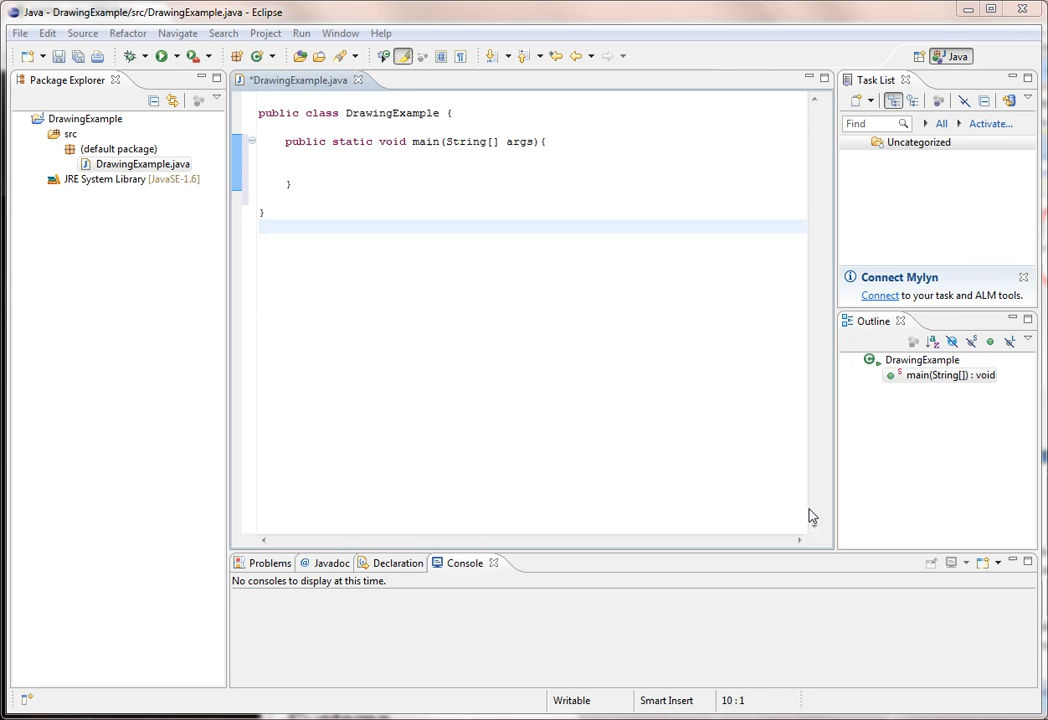 Java - DrawingExample/src/DrawingExample.java - Eclipse
File Edit Source Refactor Navigate Search Project Run Window Help
Java
Package Explorer
*DrawingExample.java
Task List
DrawingExample
src
(default package)
DrawingExample.java
JRE System Library [JavaSE-1.6]
public class DrawingExample {
public static void main(String[] args){
}
}
Find All Activate...
Uncategorized
Connect Mylyn
Connect to your task and ALM tools.
Outline
DrawingExample
main(String[]) : void
Problems @ Javadoc Declaration Console
No consoles to display at this time.
Writable Smart Insert 10 : 1